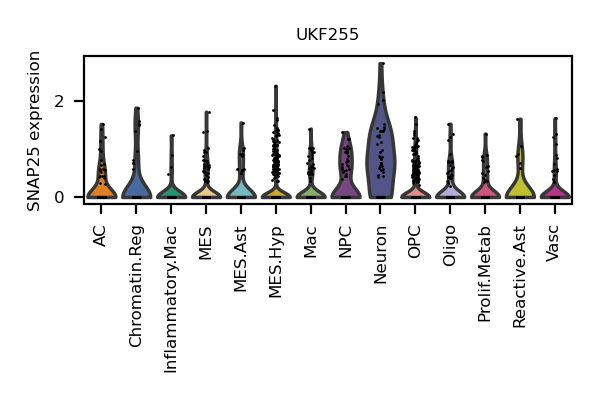 UKF255
SNAP25 expression
2
0
AC
Chromatin.Reg
Inflammatory.Mac
MES
MES.Ast
MES.Hyp
Mac
NPC
Neuron
OPC
Oligo
Prolif.Metab
Reactive.Ast
Vasc